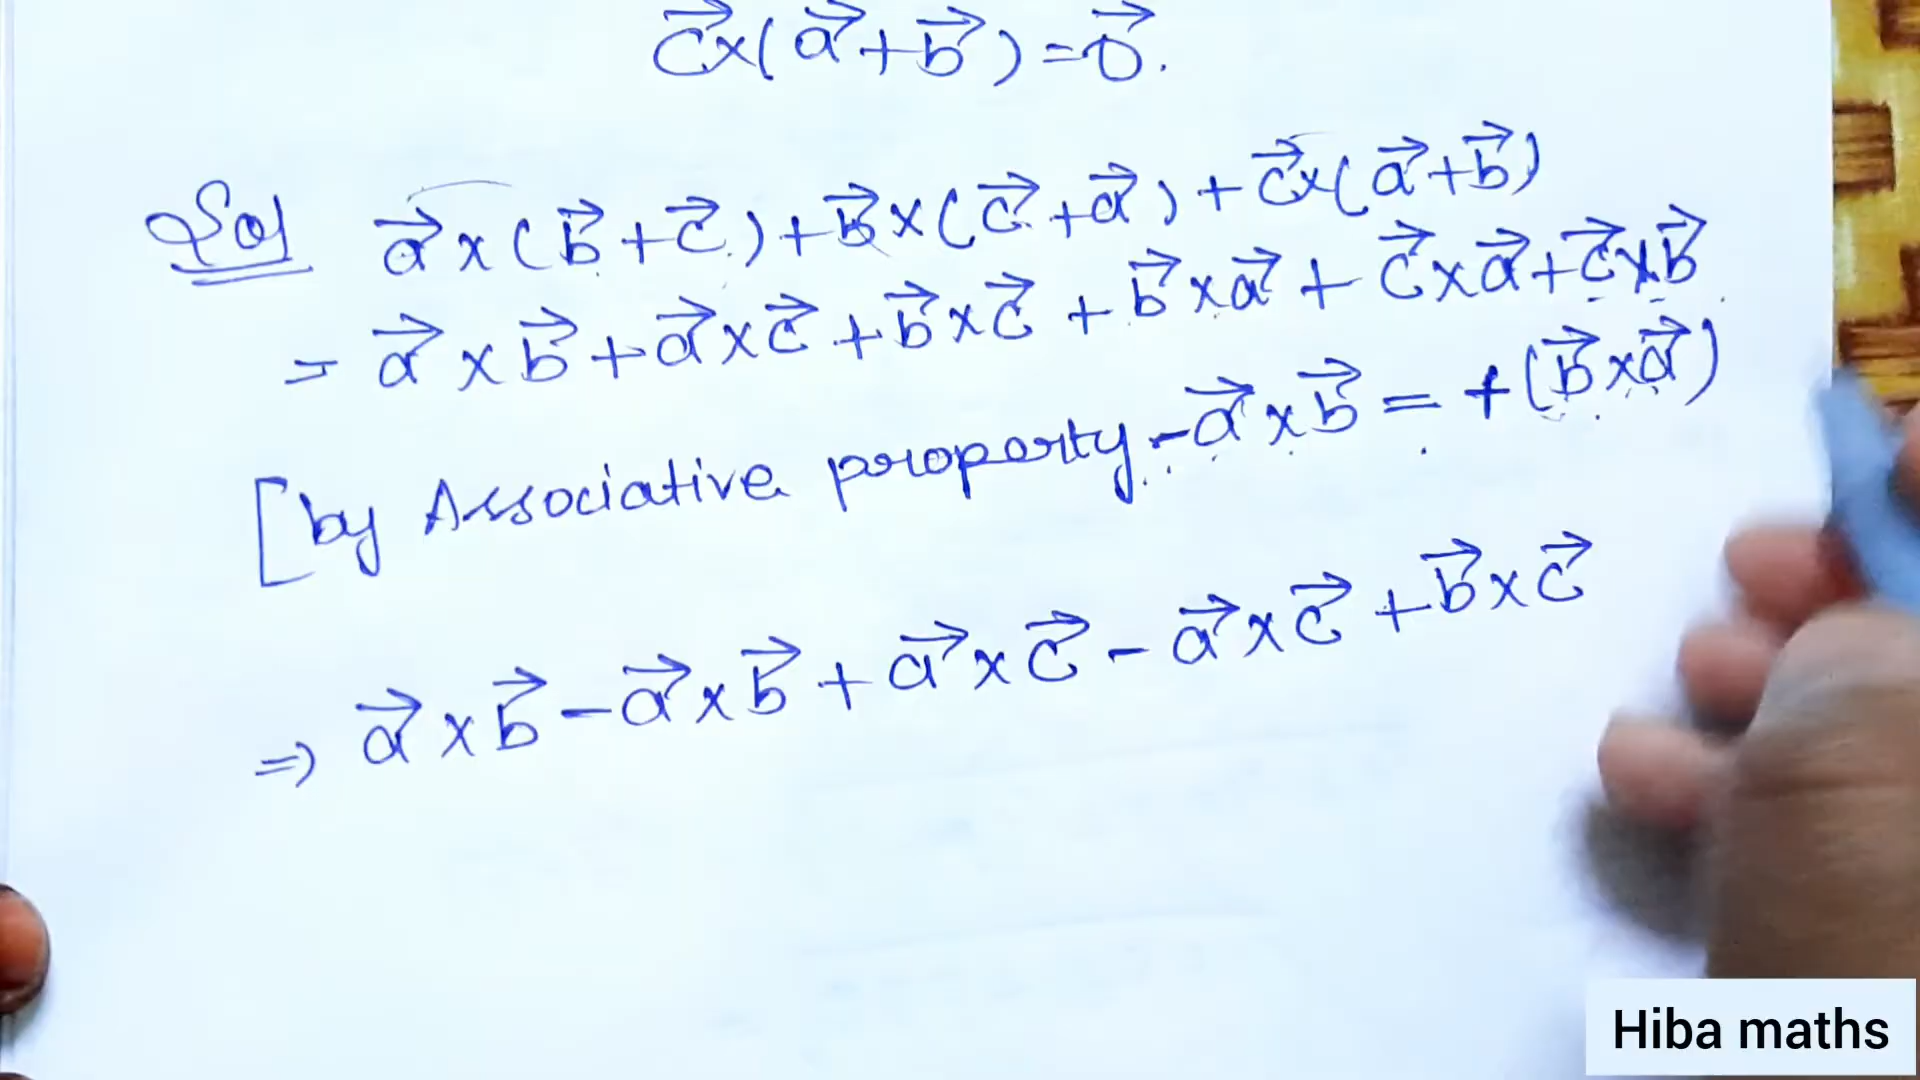 c⃗×(a⃗+b⃗)=0⃗.
Sol a⃗×(b⃗+c⃗)+b⃗×(c⃗+a⃗)+c⃗×(a⃗+b⃗)
= a⃗×b⃗+a⃗×c⃗+b⃗×c⃗+b⃗×a⃗+c⃗×a⃗+c⃗×b⃗
[by Associative property -a⃗×b⃗ = +(b⃗×a⃗)
⇒ a⃗×b⃗-a⃗×b⃗+a⃗×c⃗-a⃗×c⃗+b⃗×c⃗
Hiba maths